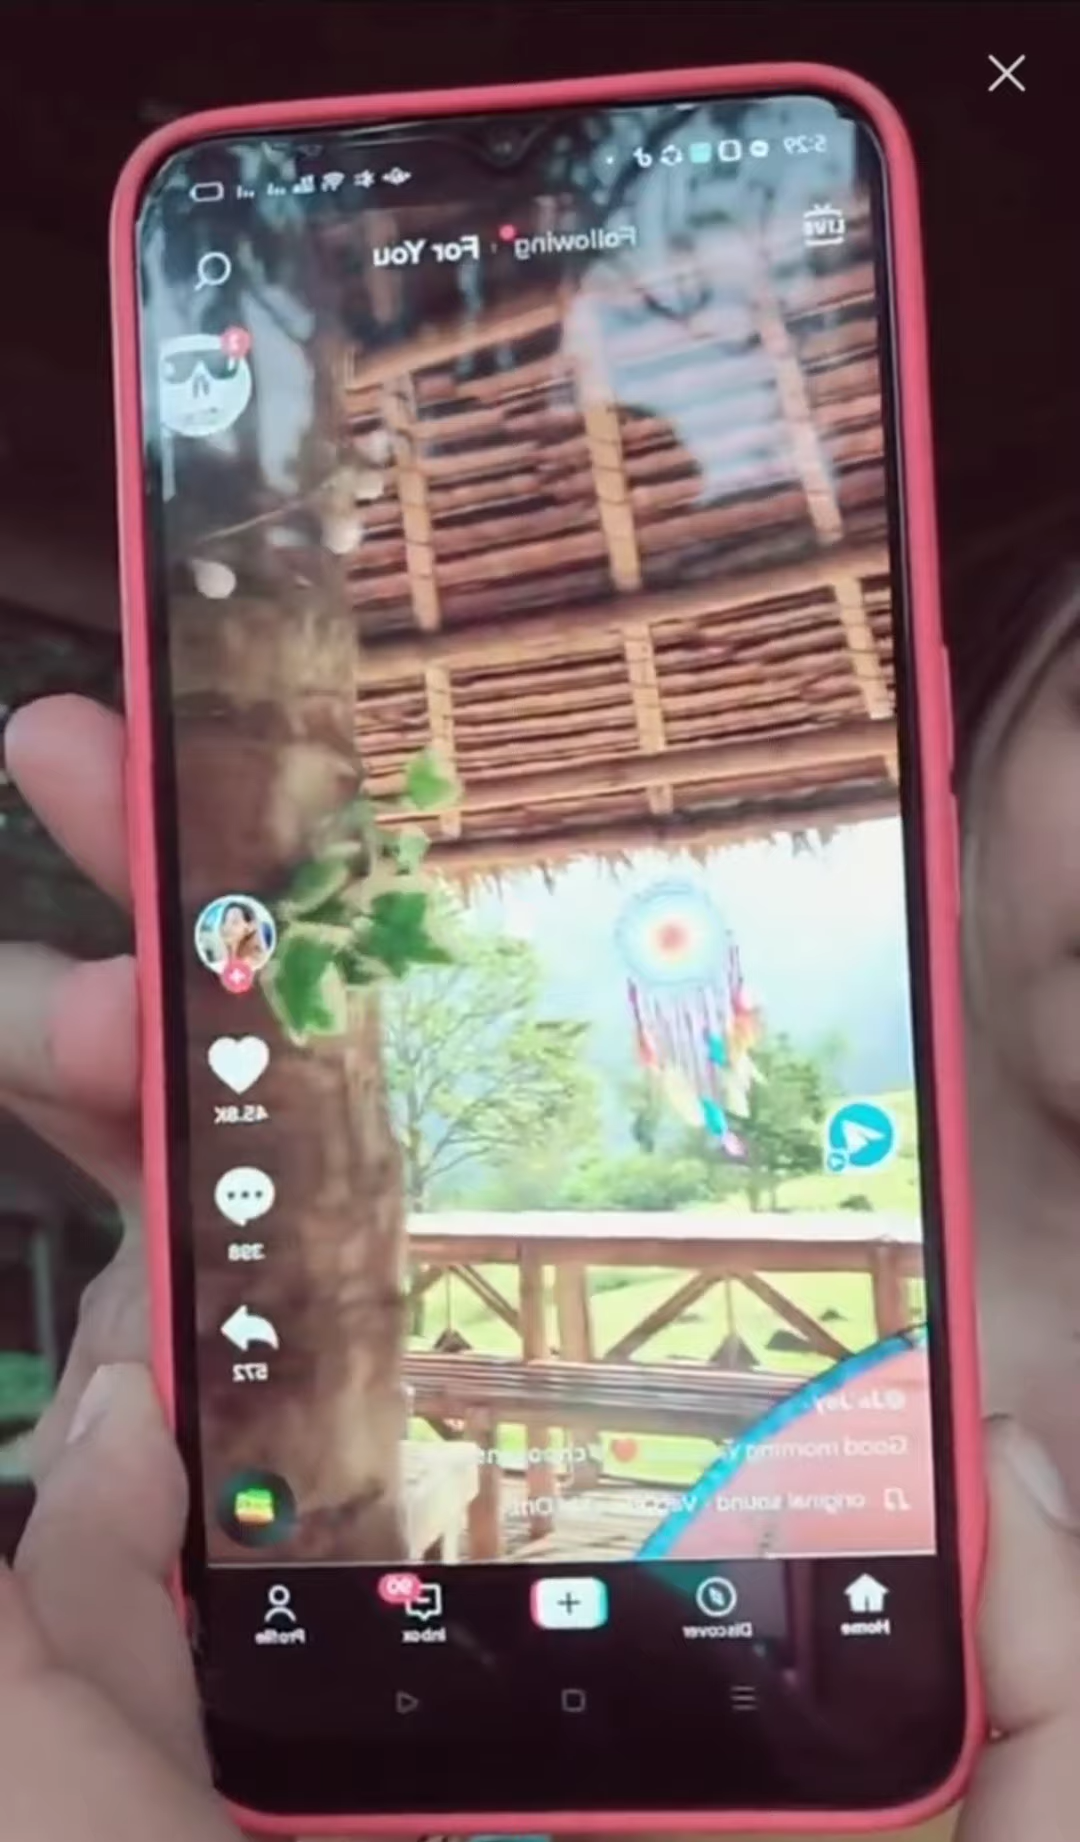 5:29
LIVE
Following
For You
2
45.8K
398
572
Good morning
original sound -
Home
Discover
90
Inbox
Profile